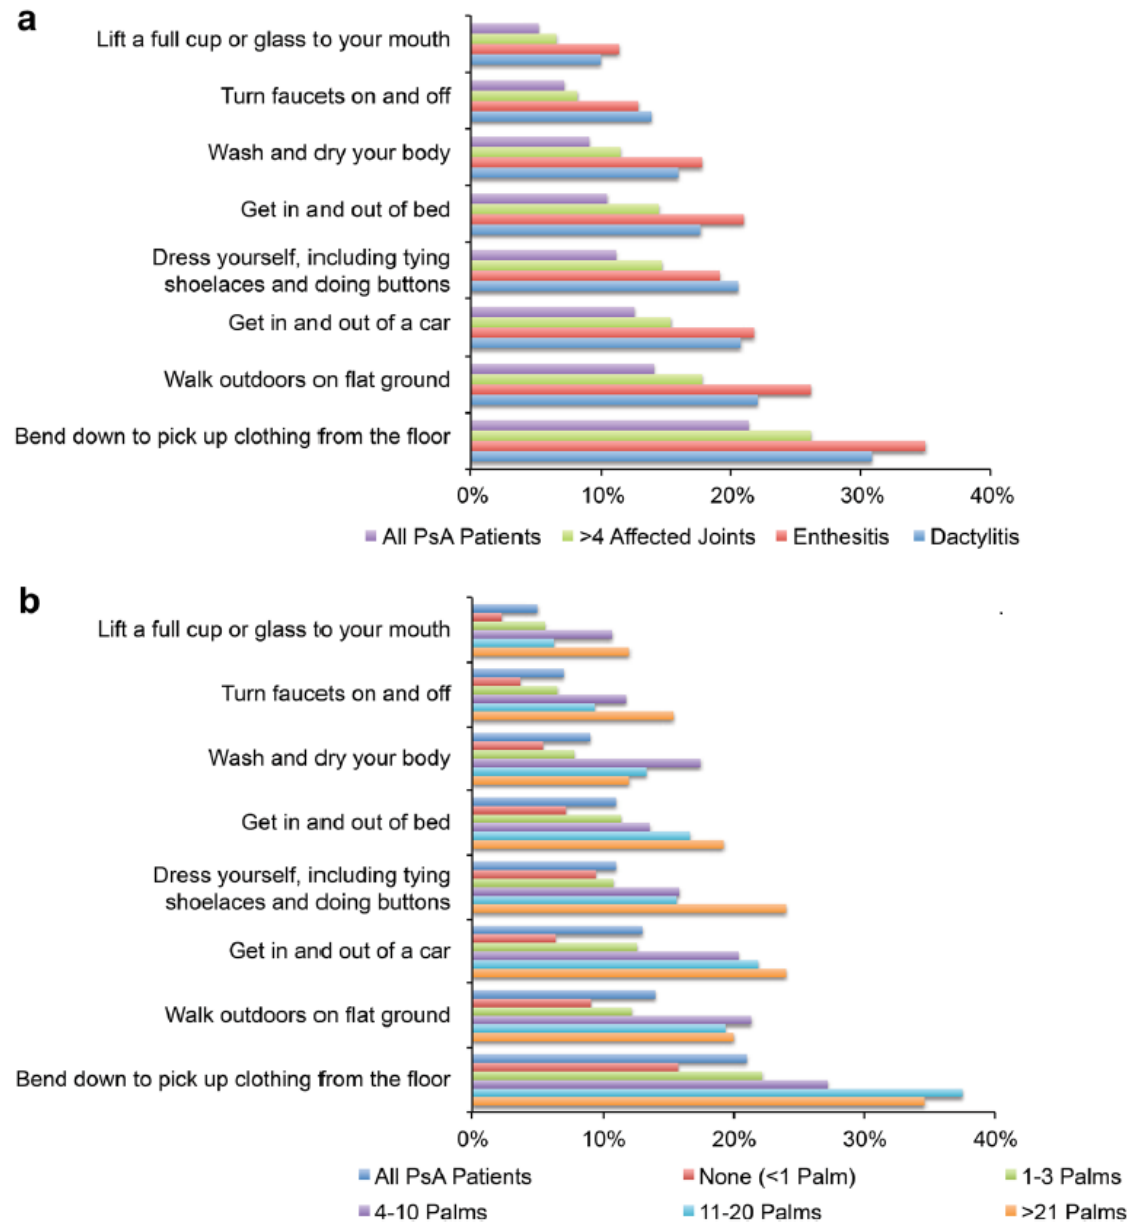 a
Lift a full cup or glass to your mouth
Turn faucets on and off
Wash and dry your body
Get in and out of bed
Dress yourself, including tying
shoelaces and doing buttons
Get in and out of a car
Walk outdoors on flat ground
Bend down to pick up clothing from the floor
0% 10% 20% 30% 40%
All PsA Patients >4 Affected Joints Enthesitis Dactylitis
b
Lift a full cup or glass to your mouth
Turn faucets on and off
Wash and dry your body
Get in and out of bed
Dress yourself, including tying
shoelaces and doing buttons
Get in and out of a car
Walk outdoors on flat ground
Bend down to pick up clothing from the floor
0% 10% 20% 30% 40%
All PsA Patients None (<1 Palm) 1-3 Palms
4-10 Palms 11-20 Palms >21 Palms